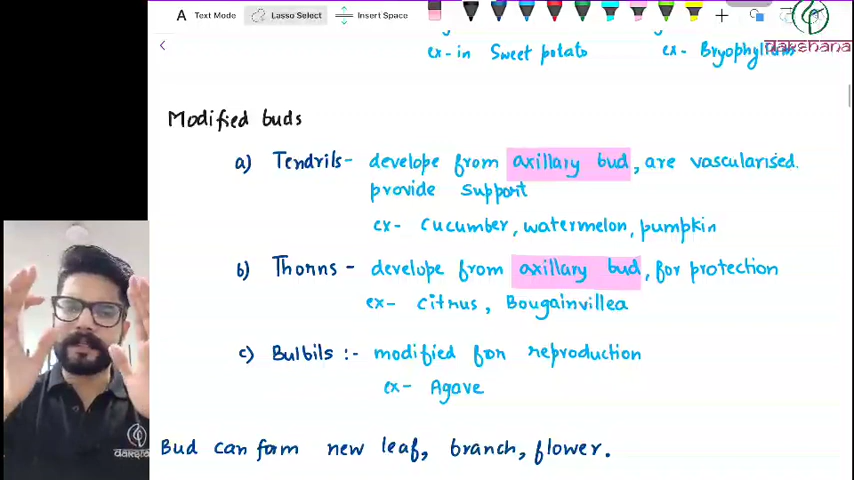 A Text Mode Lasso Select Insert Space
dakshana
ex- in Sweet potato ex- Bryophyllum
Modified buds
a) Tendrils- develope from axillary bud, are vascularised.
provide support
ex- Cucumber, watermelon, pumpkin
b) Thorns - develope from axillary bud, for protection
ex- Citrus, Bougainvillea
c) Bulbils :- modified for reproduction
ex- Agave
Bud can form new leaf, branch, flower.